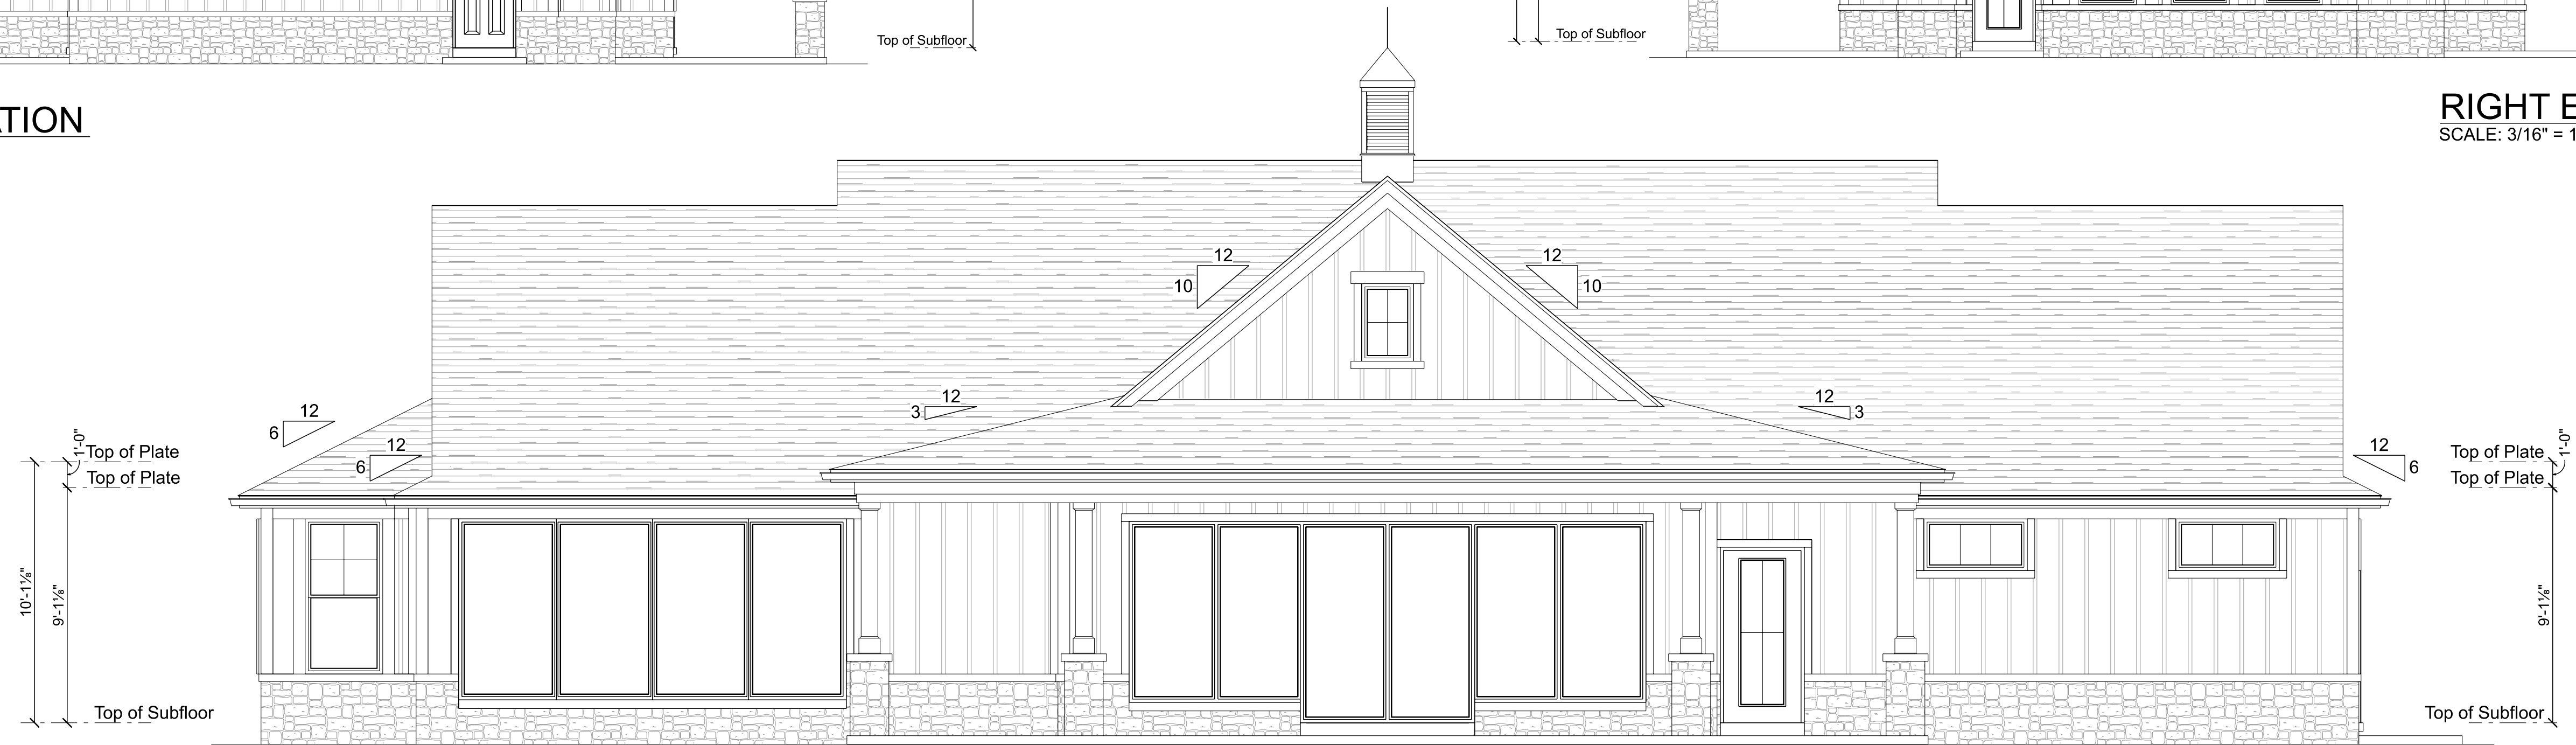 Top of Subfloor
Top of Subfloor
ATION
RIGHT E
SCALE: 3/16" = 1
12
10
12
10
12
3
12
3
12
6
12
6
12
6
1'-0"
Top of Plate
Top of Plate
10'-1⅛"
9'-1⅛"
Top of Subfloor
Top of Plate
1'-0"
Top of Plate
9'-1⅛"
Top of Subfloor